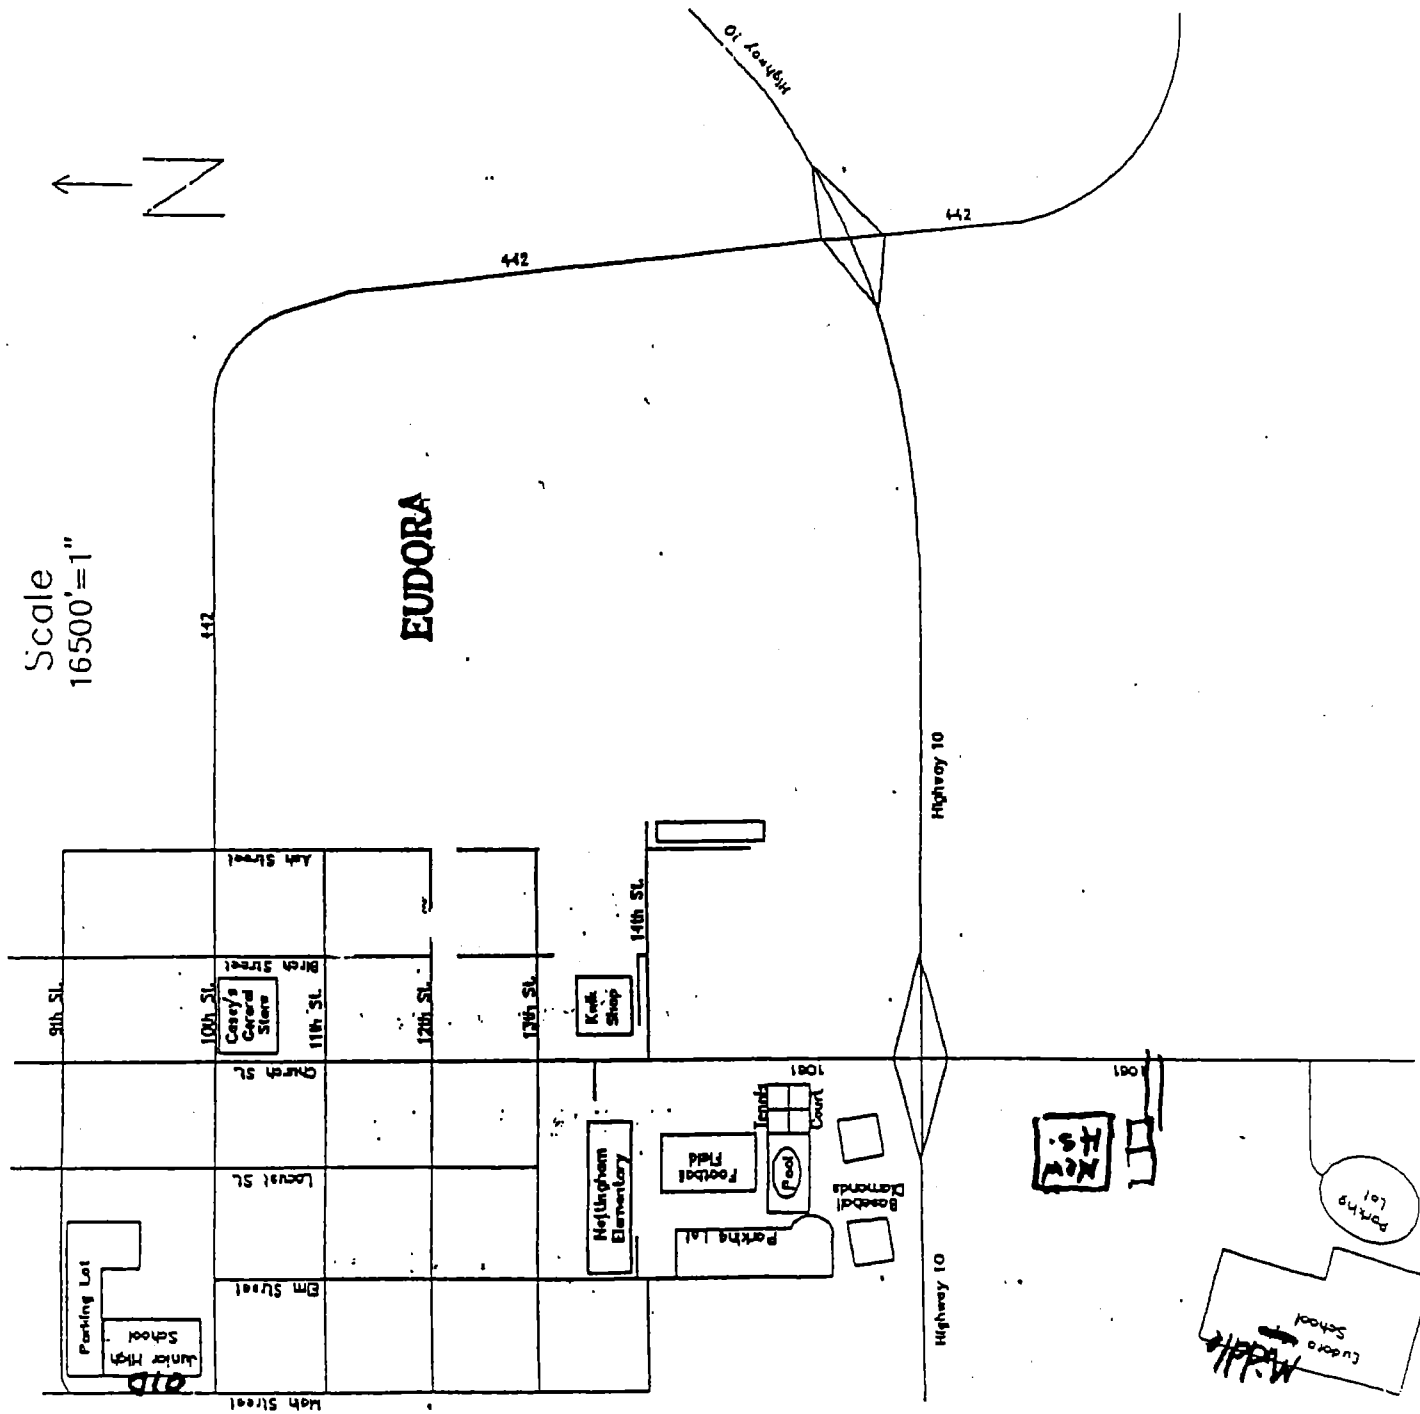 Scale
16500'=1"
N
Highway 10
442
442
442
EUDORA
Highway 10
Ash Street
Birch Street
9th St.
10th St.
Casey's
General
Store
11th St.
12th St.
13th St.
Kwik
Shop
14th St.
Church St.
1061
1061
Tennis
Court
Pool
Football
Field
Baseball
Diamonds
Nottingham
Elementary
Parking Lot
Locust St.
Elm Street
Parking Lot
OLD
Junior High
School
Main Street
Highway 10
New
H.S.
Parking
Lot
Middle
Eudora
School